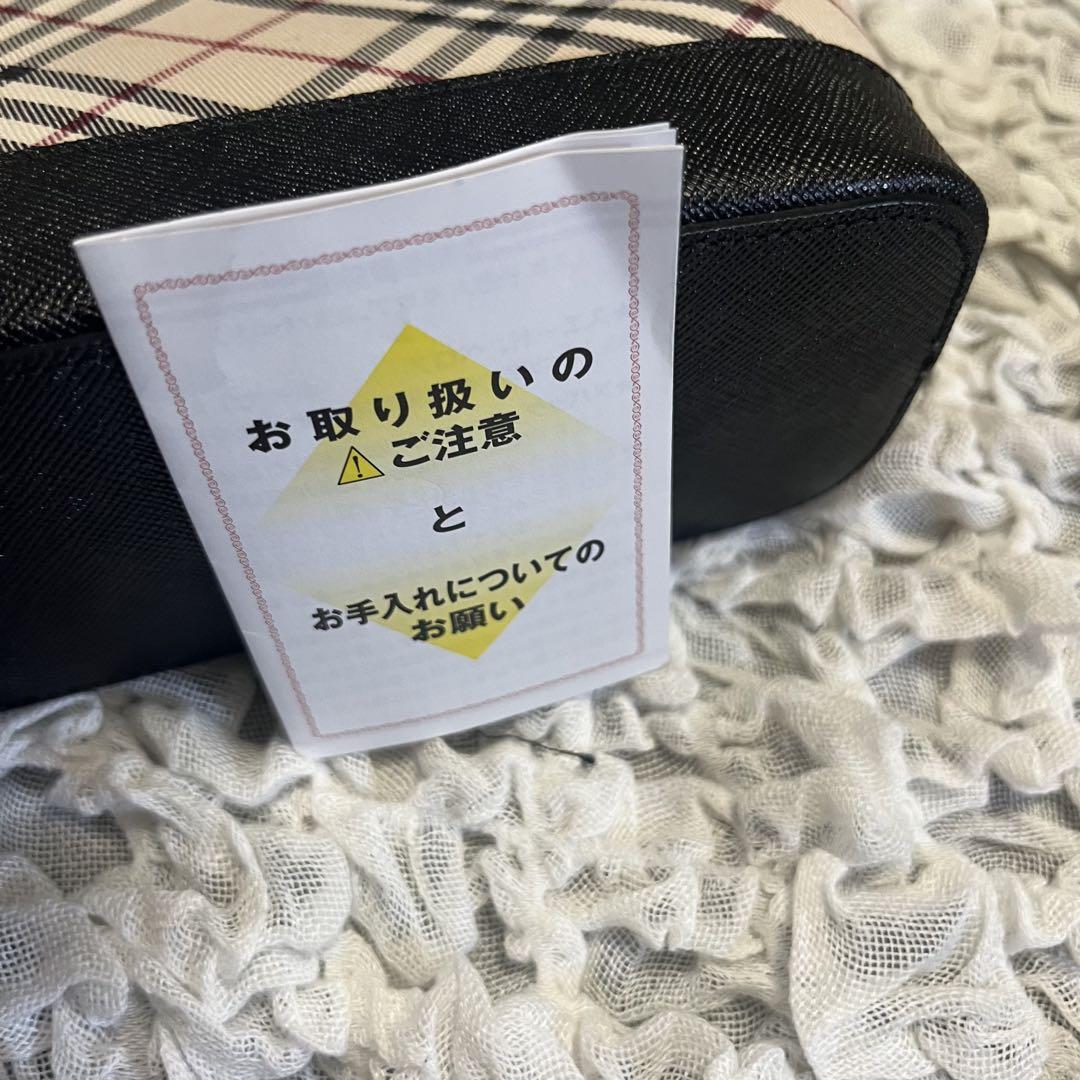 お取り扱いの
ご注意
と
お手入れについての
お願い